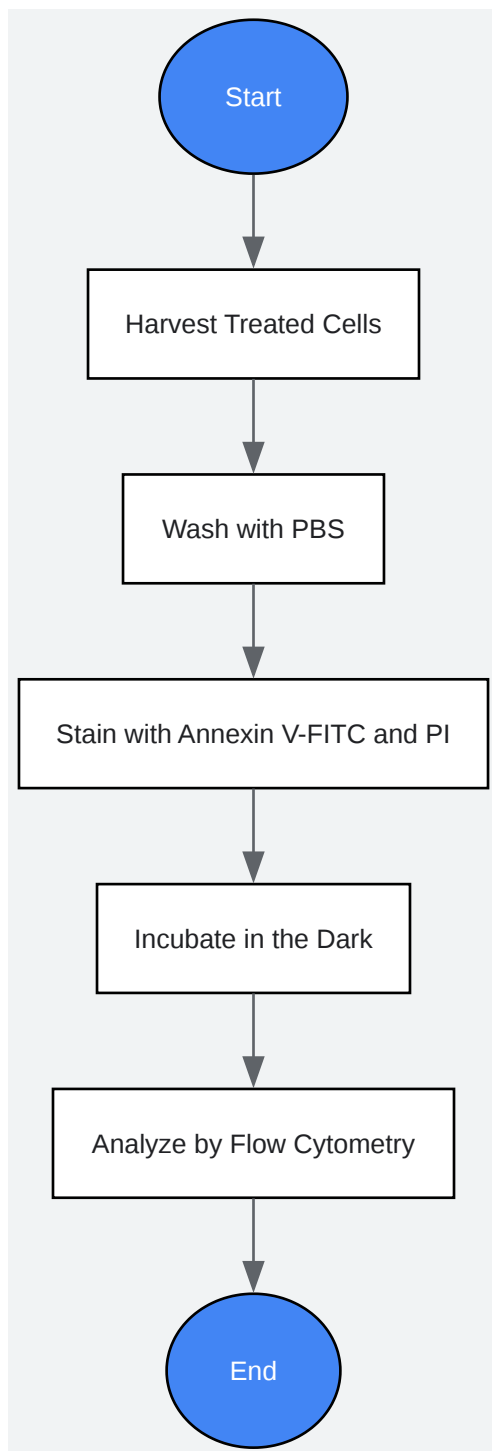 Start
Harvest Treated Cells
Wash with PBS
Stain with Annexin V-FITC and PI
Incubate in the Dark
Analyze by Flow Cytometry
End